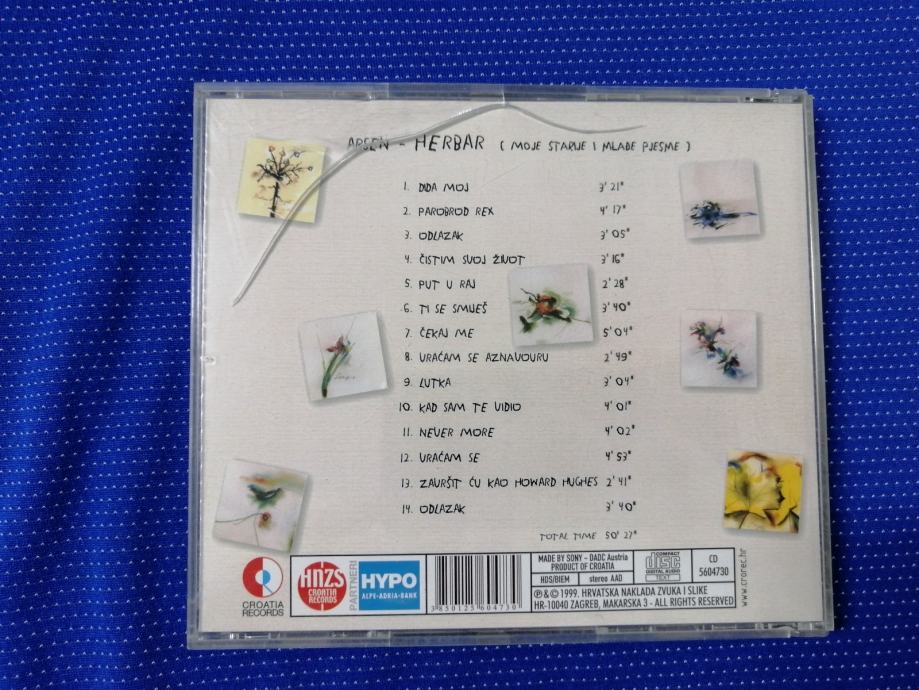 ARSEN - HERBAR ( MOJE STARIJE I MLAĐE PJESME )
1. DIDA MOJ 3' 21"
2. PAROBROD REX 4' 17"
3. ODLAZAK 3' 05"
4. ČISTIM SVOJ ŽIVOT 3' 16"
5. PUT U RAJ 2' 28"
6. TI SE SMIJEŠ 3' 40"
7. ČEKAJ ME 5' 04"
8. VRAĆAM SE AZNAVOURU 2' 49"
9. LUTKA 3' 04"
10. KAD SAM TE VIDIO 4' 01"
11. NEVER MORE 4' 02"
12. VRAĆAM SE 4' 53"
13. ZAVRŠIT ĆU KAO HOWARD HUGHES 2' 41"
14. ODLAZAK 3' 40"
TOTAL TIME 50' 27"
CROATIA
RECORDS
HNZS
CROATIA
RECORDS
PARTNERI
HYPO
ALPE-ADRIA-BANK
3850125604730
MADE BY SONY - DADC Austria
PRODUCT OF CROATIA
HDS/BIEM stereo AAD
COMPACT
disc
DIGITAL AUDIO
TEXT
CD
5604730
℗&© 1999. HRVATSKA NAKLADA ZVUKA I SLIKE
HR-10040 ZAGREB, MAKARSKA 3 - ALL RIGHTS RESERVED
www.crorec.hr